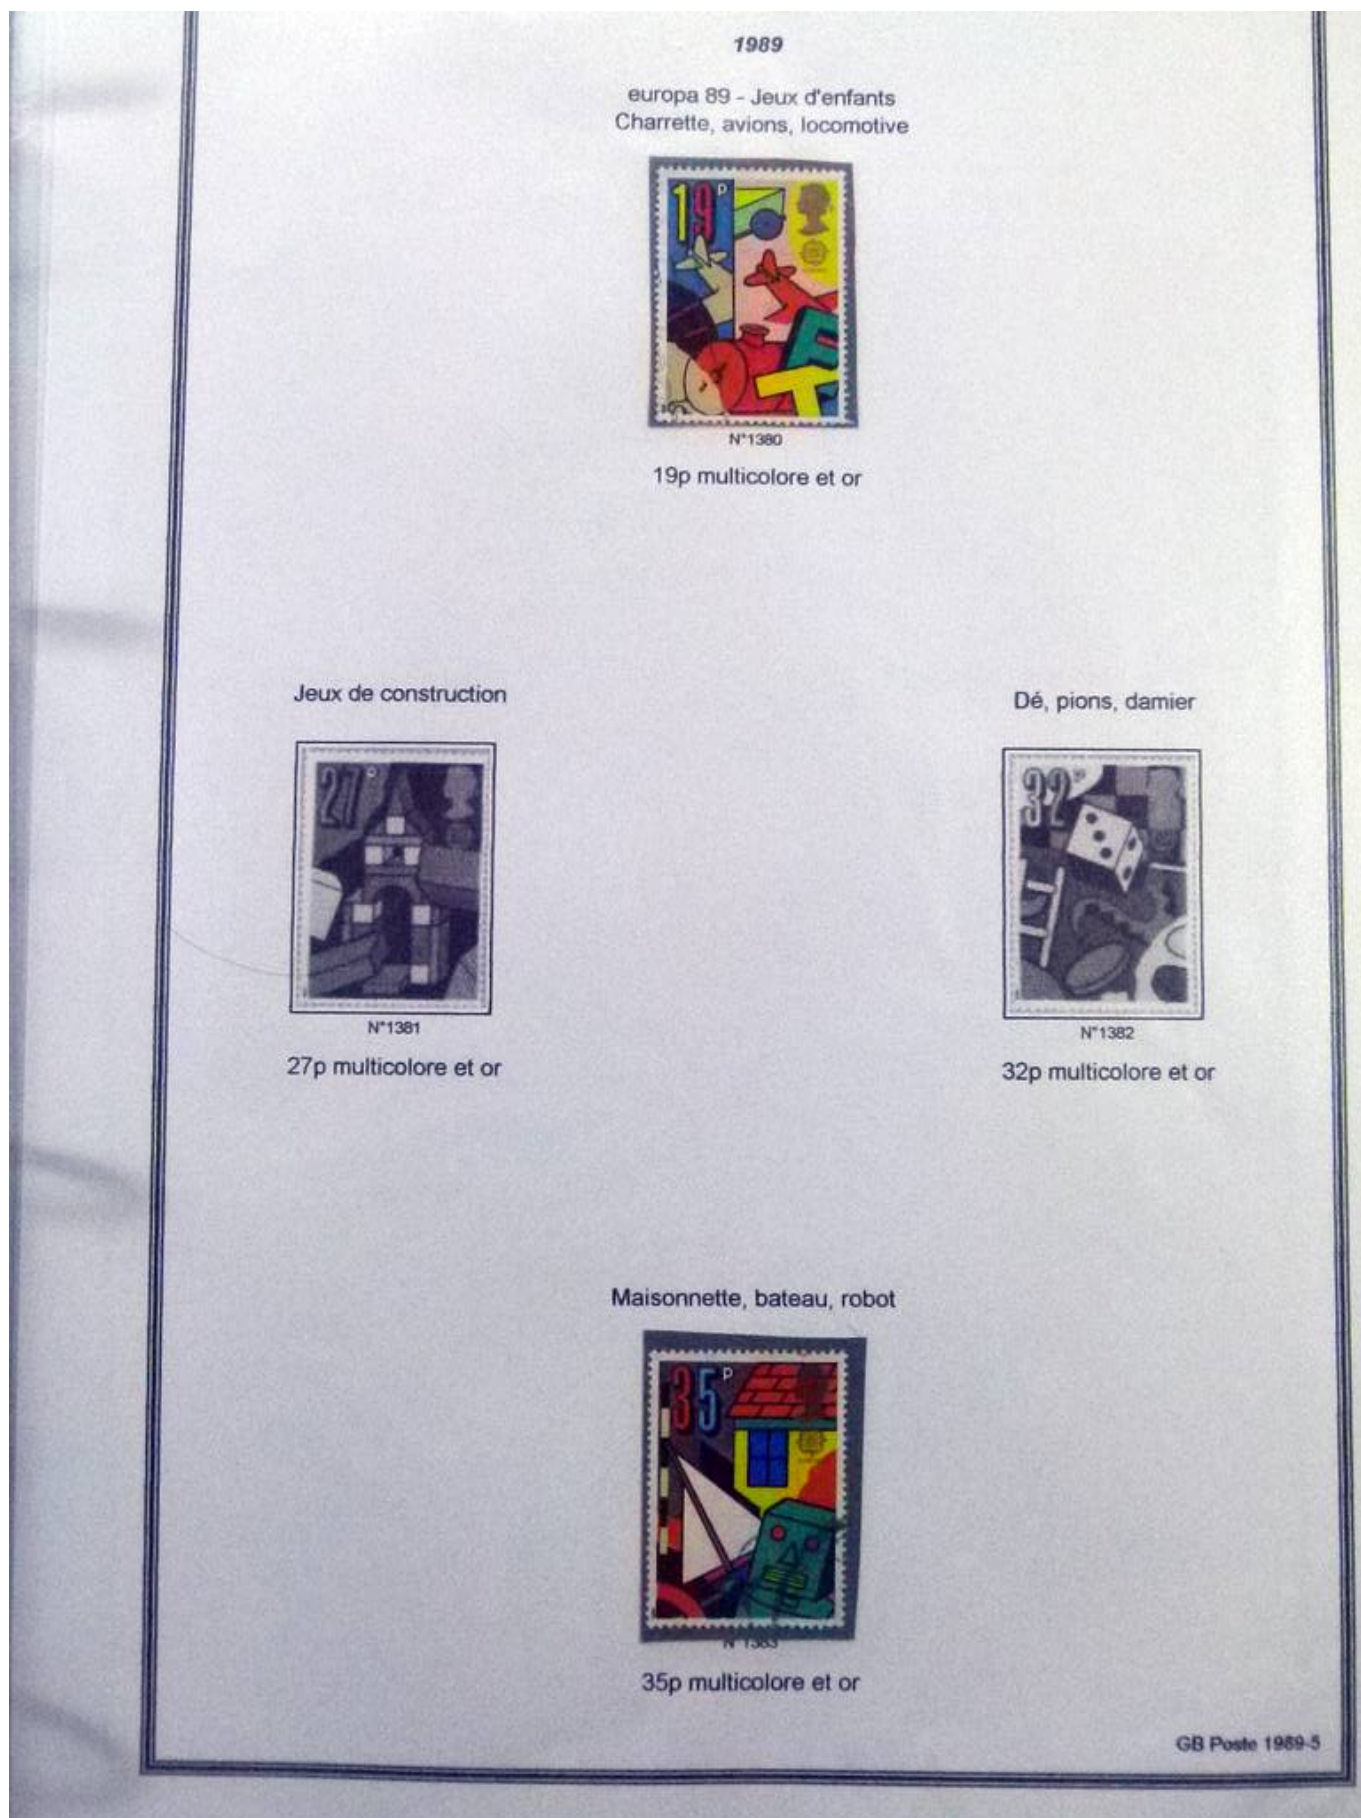 1989
europa 89 - Jeux d'enfants
Charrette, avions, locomotive
19p
N°1380
19p multicolore et or
Jeux de construction
Dé, pions, damier
27p
32p
N°1381
N°1382
27p multicolore et or
32p multicolore et or
Maisonnette, bateau, robot
35p
N°1383
35p multicolore et or
GB Poste 1989-5